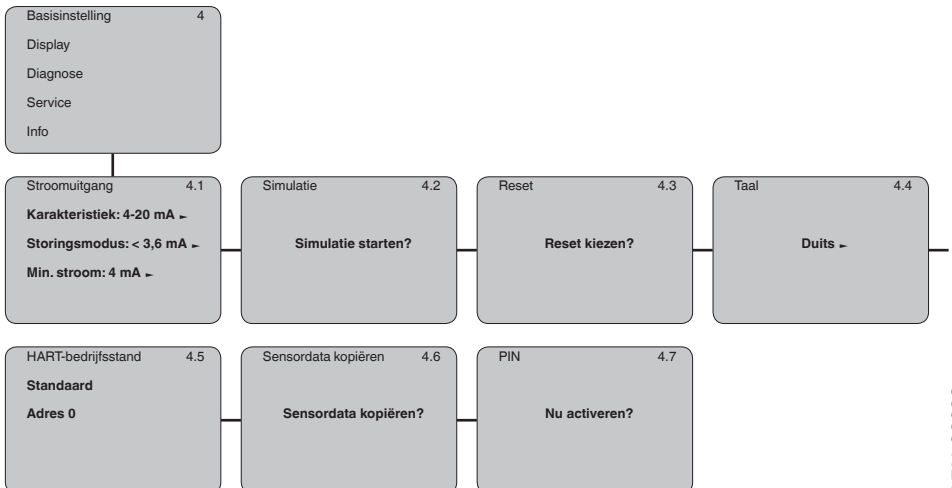 Basisinstelling 4
Display
Diagnose
Service
Info
Stroomuitgang 4.1
Karakteristiek: 4-20 mA ►
Storingsmodus: < 3,6 mA ►
Min. stroom: 4 mA ►
Simulatie 4.2
Simulatie starten?
Reset 4.3
Reset kiezen?
Taal 4.4
Duits ►
HART-bedrijfsstand 4.5
Standaard
Adres 0
Sensordata kopiëren 4.6
Sensordata kopiëren?
PIN 4.7
Nu activeren?